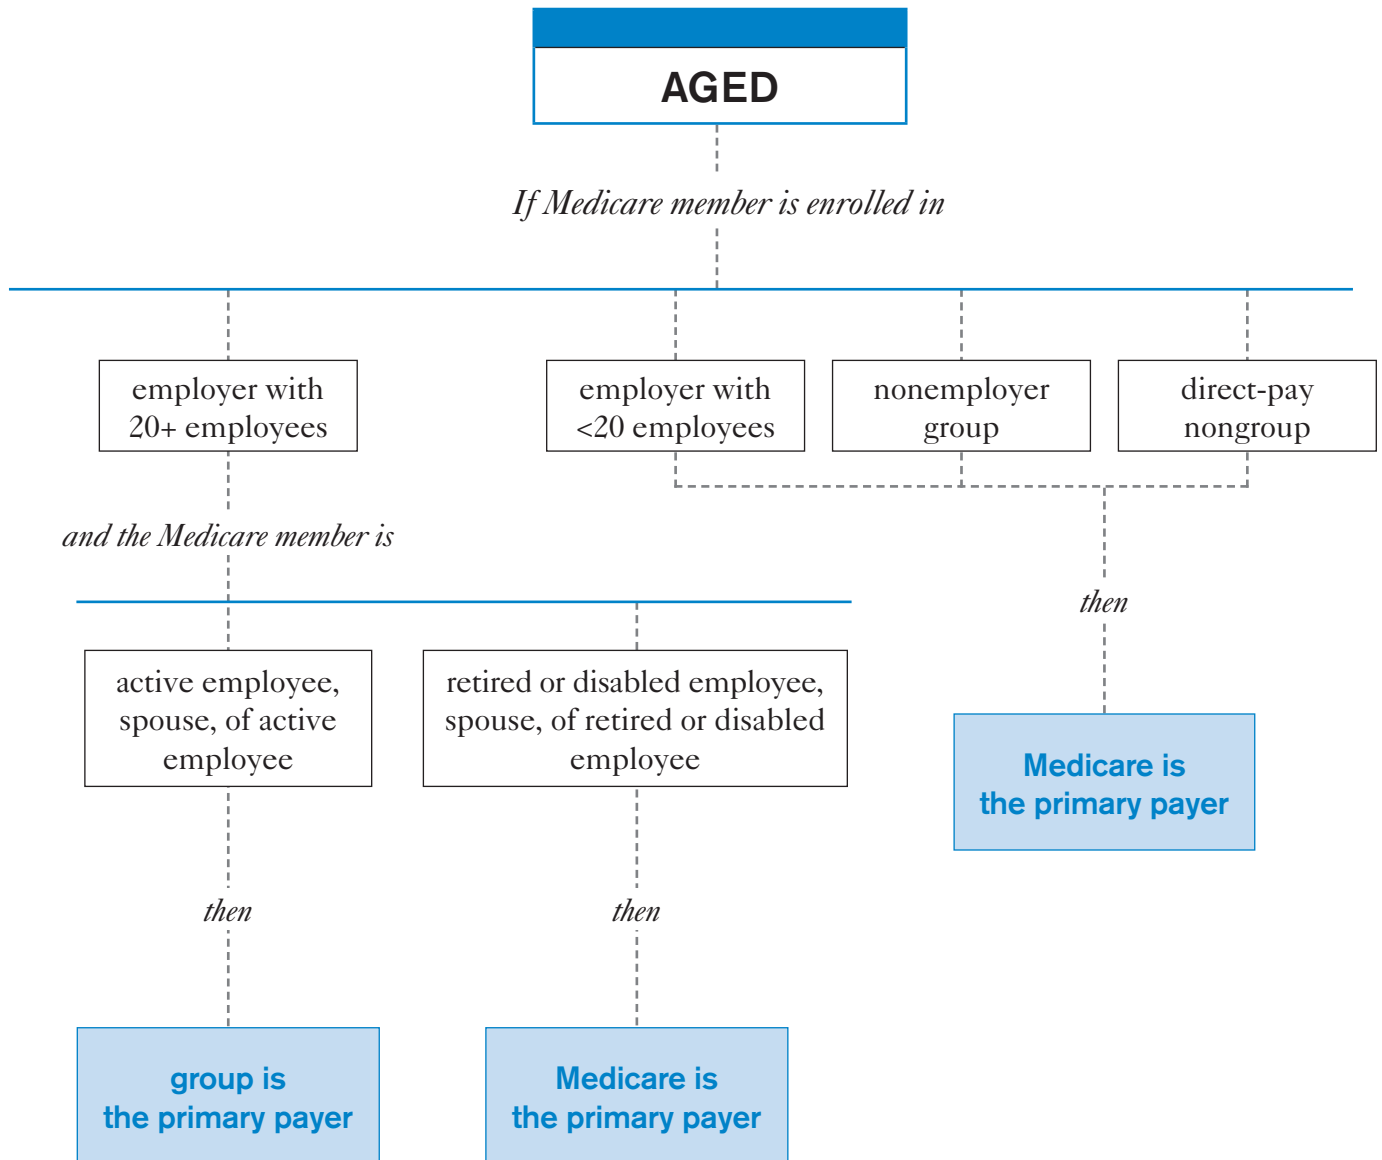 AGED
If Medicare member is enrolled in
employer with
20+ employees
employer with
<20 employees
nonemployer
group
direct-pay
nongroup
and the Medicare member is
then
active employee,
spouse, of active
employee
retired or disabled employee,
spouse, of retired or disabled
employee
Medicare is
the primary payer
then
then
group is
the primary payer
Medicare is
the primary payer